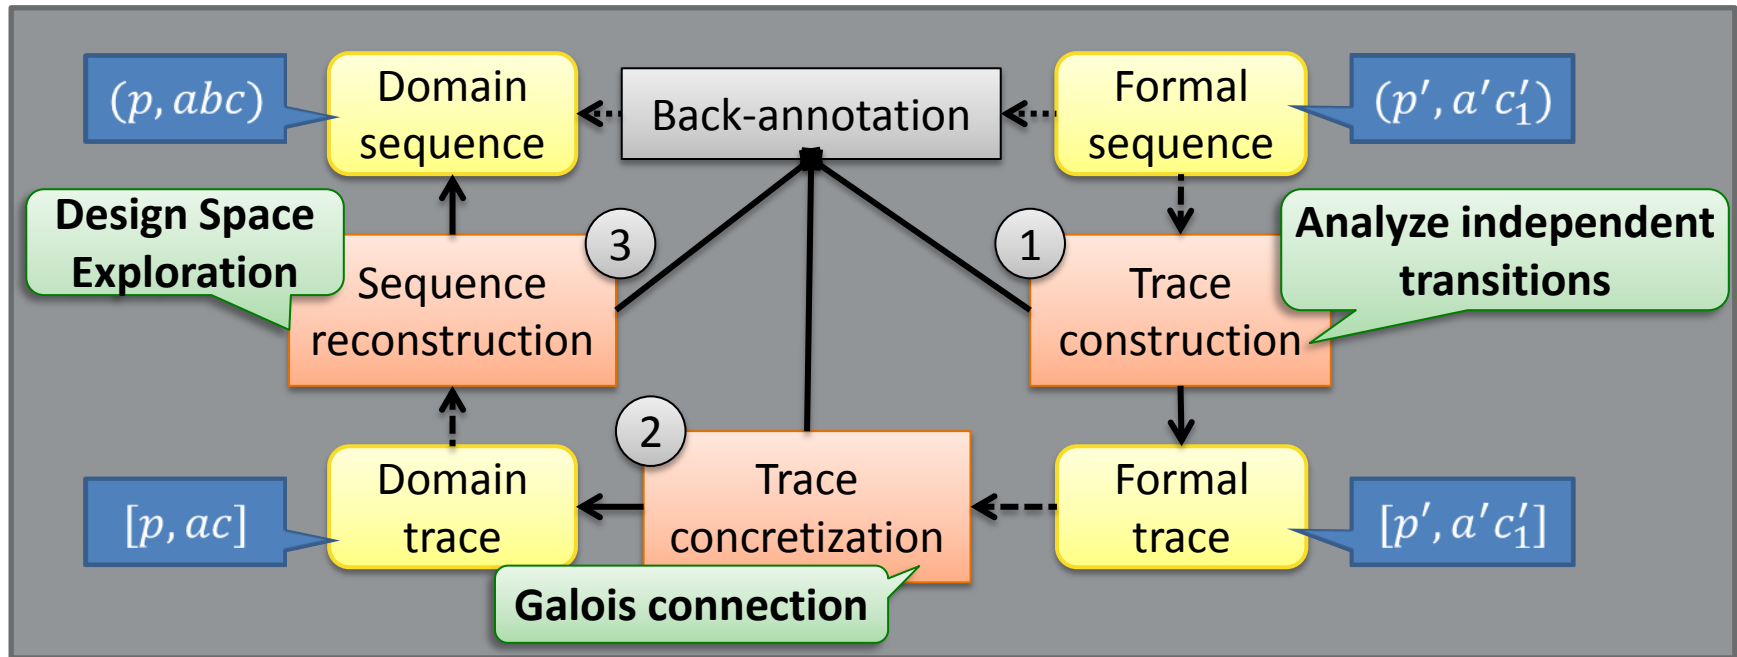 (p, abc)
Domain
sequence
Back-annotation
Formal
sequence
(p′, a′c′₁)
Design Space
Exploration
3
Sequence
reconstruction
1
Trace
construction
Analyze independent
transitions
[p, ac]
Domain
trace
2
Trace
concretization
Galois connection
Formal
trace
[p′, a′c′₁]